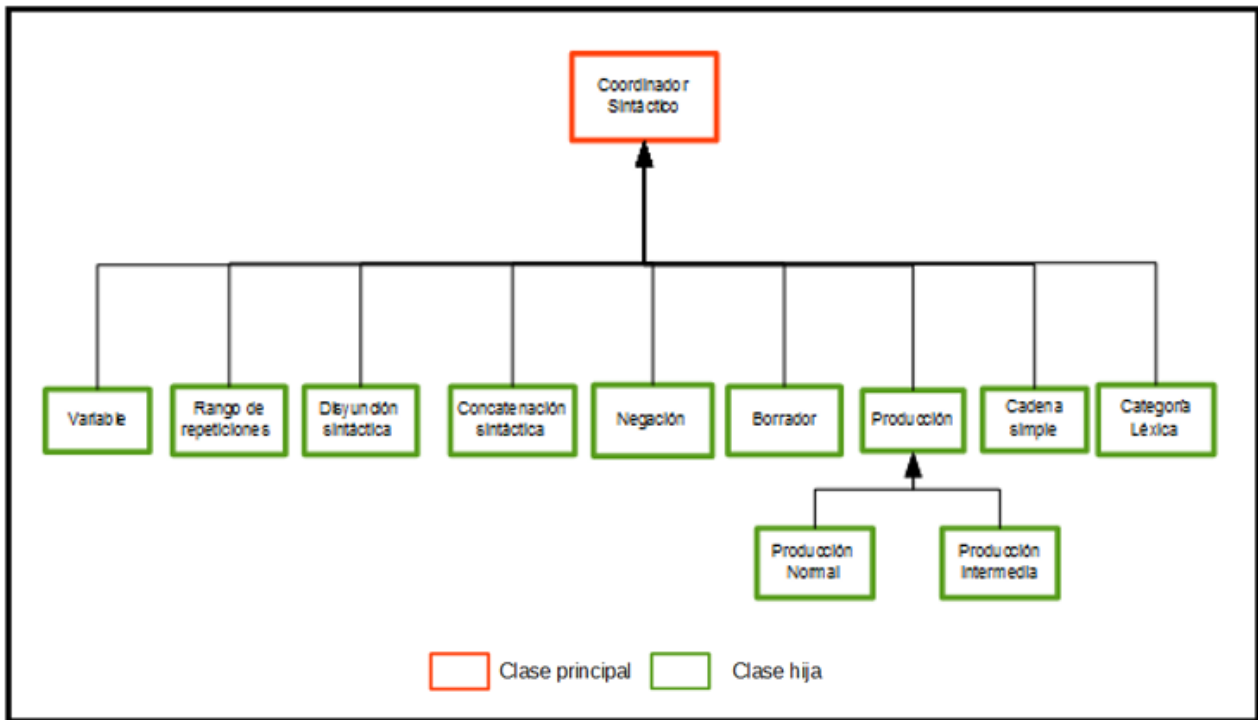 Coordinador
Sintáctico
Variable
Rango de
repeticiones
Disyunción
sintáctica
Concatenación
sintáctica
Negación
Borrador
Producción
Cadena
simple
Categoría
Léxica
Producción
Normal
Producción
Intermedia
Clase principal
Clase hija